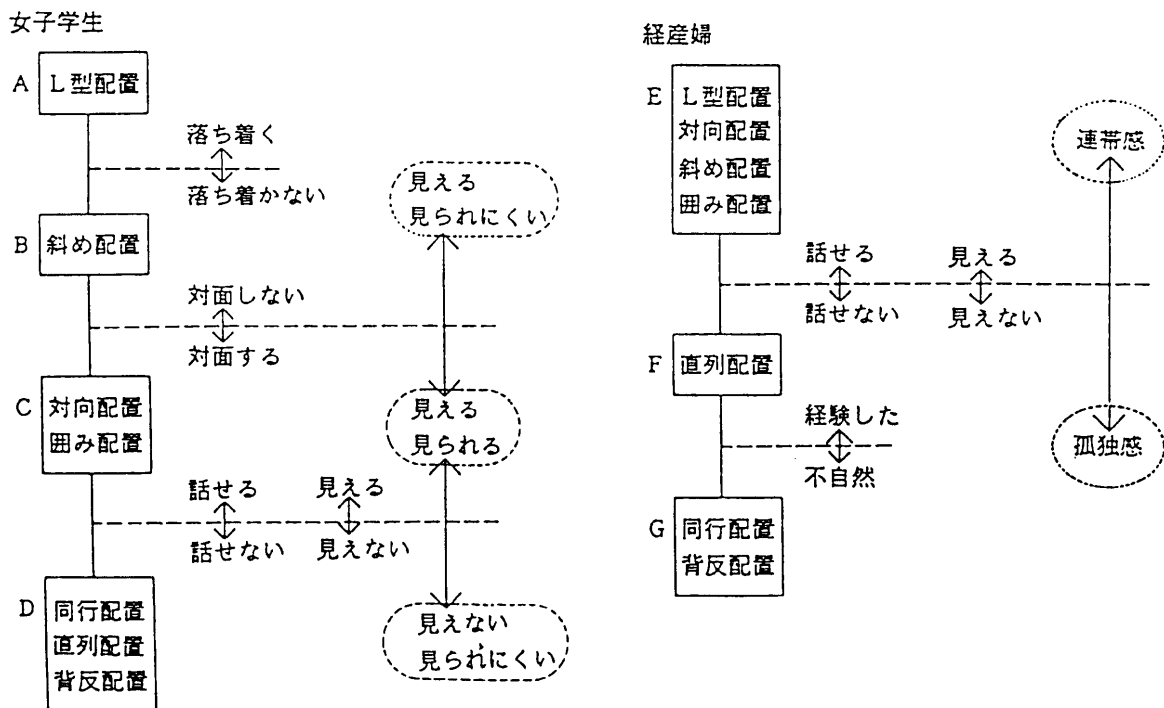 女子学生
A L型配置
落ち着く
落ち着かない
見える
見られにくい
B 斜め配置
対面しない
対面する
C 対向配置
囲み配置
見える
見られる
話せる 見える
話せない 見えない
D 同行配置
直列配置
背反配置
見えない
見られにくい
経産婦
E L型配置
対向配置
斜め配置
囲み配置
連帯感
話せる 見える
話せない 見えない
F 直列配置
経験した
不自然
孤独感
G 同行配置
背反配置